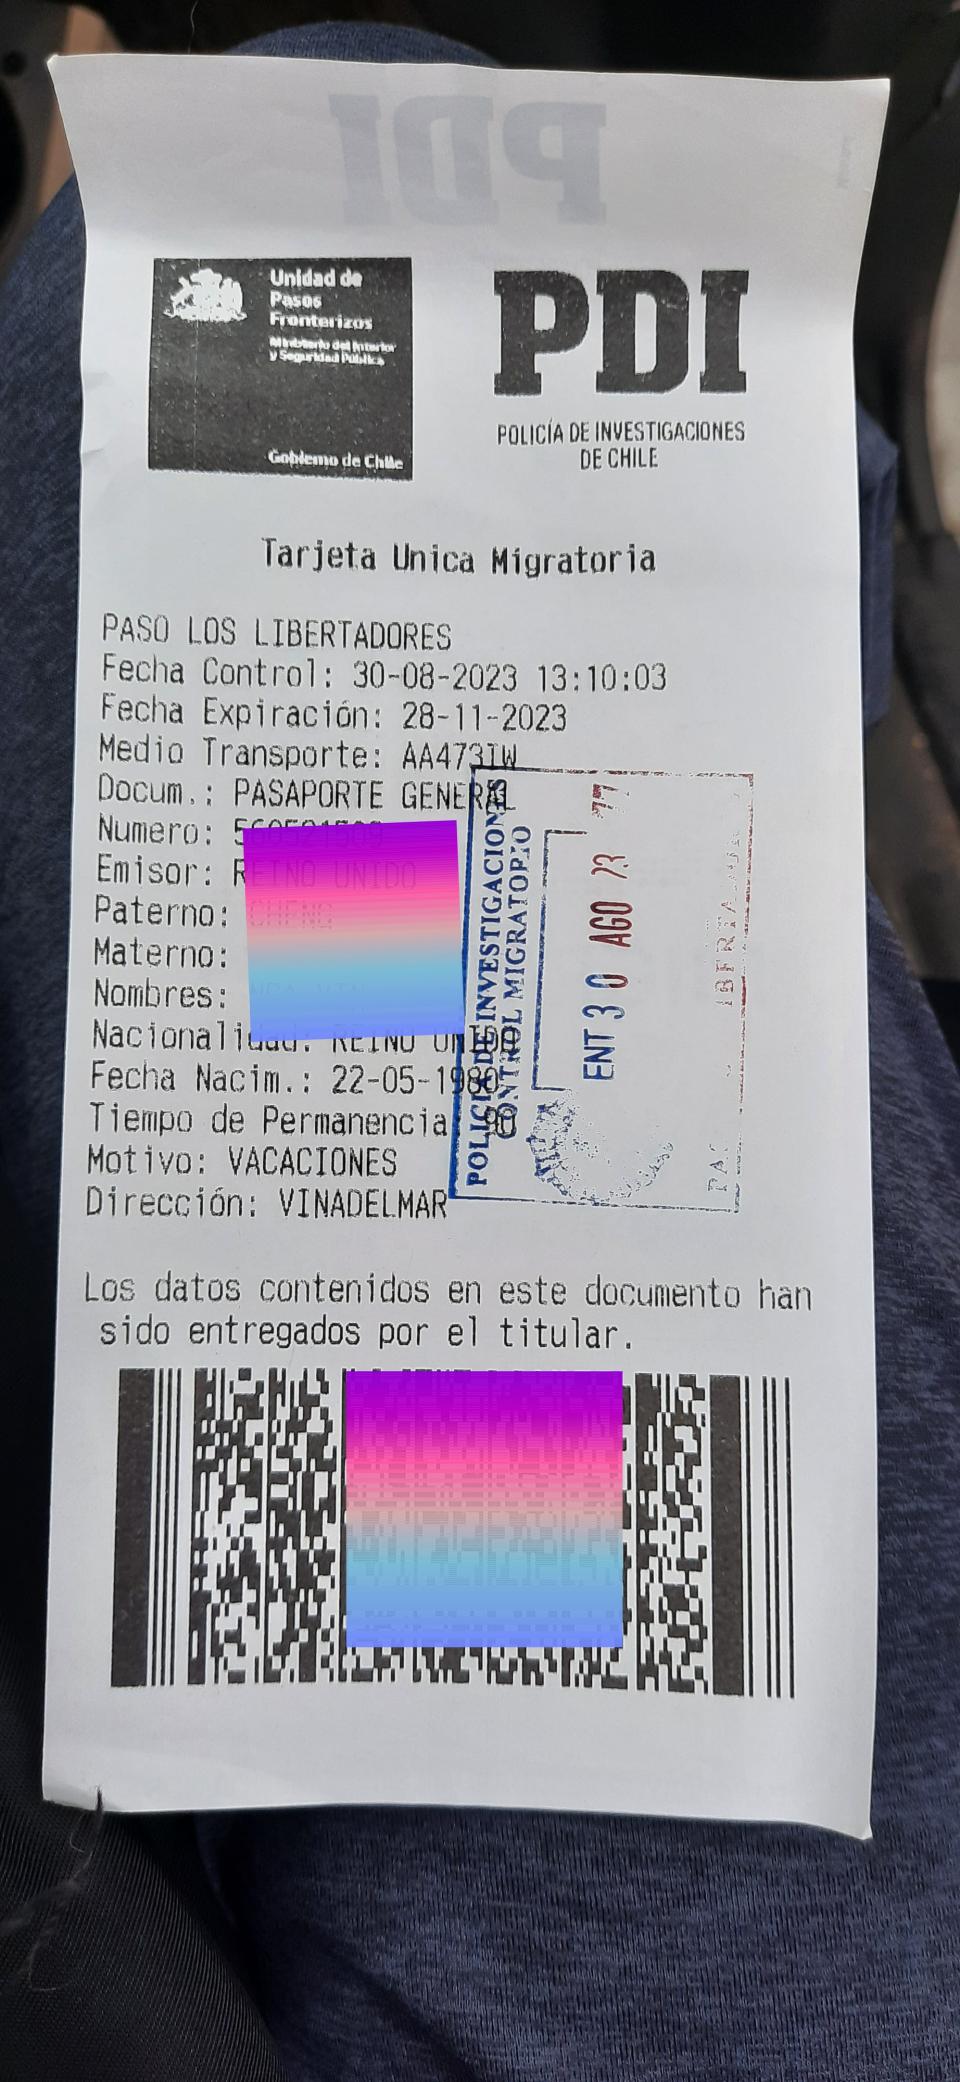 PDI
Unidad de
Pasos
Fronterizos
Ministerio del Interior
y Seguridad Pública
Gobierno de Chile
PDI
POLICÍA DE INVESTIGACIONES
DE CHILE
Tarjeta Unica Migratoria
PASO LOS LIBERTADORES
Fecha Control: 30-08-2023 13:10:03
Fecha Expiración: 28-11-2023
Medio Transporte: AA473IW
Docum.: PASAPORTE GENERAL
Numero:
Emisor:
Paterno:
Materno:
Nombres:
Nacionalidad: REINO UNIDO
Fecha Nacim.: 22-05-1980
Tiempo de Permanencia: 90
Motivo: VACACIONES
Dirección: VINADELMAR
POLICIA DE INVESTIGACIONES
CONTROL MIGRATORIO
ENT 30 AGO 23 77
Los datos contenidos en este documento han
sido entregados por el titular.